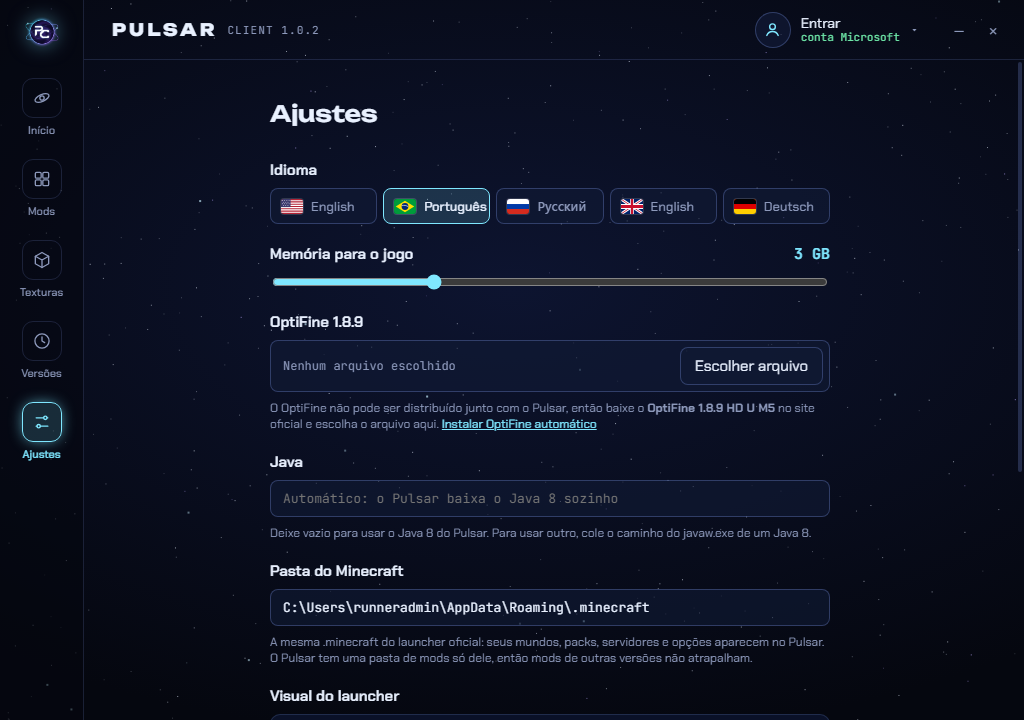 PC
PULSAR CLIENT 1.0.2
Entrar
conta Microsoft
Início
Mods
Texturas
Versões
Ajustes
Ajustes
Idioma
English
Português
Русский
English
Deutsch
Memória para o jogo
3 GB
OptiFine 1.8.9
Nenhum arquivo escolhido
Escolher arquivo
O OptiFine não pode ser distribuído junto com o Pulsar, então baixe o OptiFine 1.8.9 HD U M5 no site
oficial e escolha o arquivo aqui. Instalar OptiFine automático
Java
Automático: o Pulsar baixa o Java 8 sozinho
Deixe vazio para usar o Java 8 do Pulsar. Para usar outro, cole o caminho do javaw.exe de um Java 8.
Pasta do Minecraft
C:\Users\runneradmin\AppData\Roaming\.minecraft
A mesma .minecraft do launcher oficial: seus mundos, packs, servidores e opções aparecem no Pulsar.
O Pulsar tem uma pasta de mods só dele, então mods de outras versões não atrapalham.
Visual do launcher